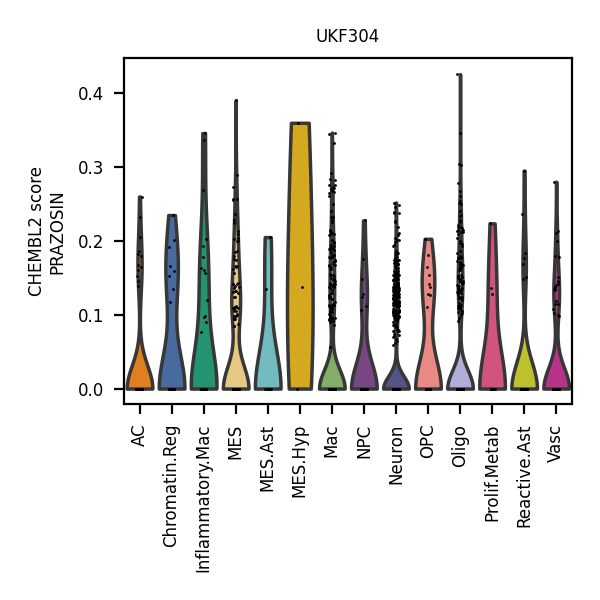 UKF304
CHEMBL2 score
PRAZOSIN
0.4
0.3
0.2
0.1
0.0
AC
Chromatin.Reg
Inflammatory.Mac
MES
MES.Ast
MES.Hyp
Mac
NPC
Neuron
OPC
Oligo
Prolif.Metab
Reactive.Ast
Vasc